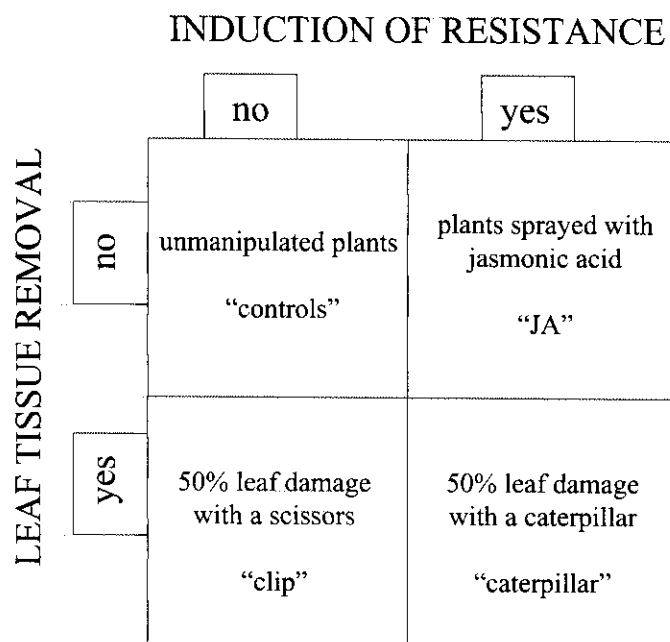 INDUCTION OF RESISTANCE
no
yes
LEAF TISSUE REMOVAL
no
unmanipulated plants
“controls”
plants sprayed with
jasmonic acid
“JA”
yes
50% leaf damage
with a scissors
“clip”
50% leaf damage
with a caterpillar
“caterpillar”